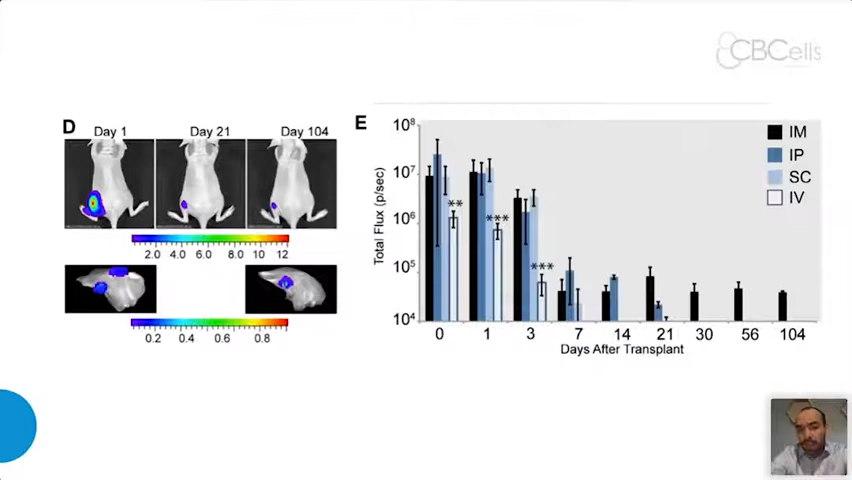 CBCells
D
Day 1
Day 21
Day 104
2.0 4.0 6.0 8.0 10 12
0.2 0.4 0.6 0.8
E
Total Flux (p/sec)
10⁸
10⁷
10⁶
10⁵
10⁴
**
***
***
IM
IP
SC
IV
0 1 3 7 14 21 30 56 104
Days After Transplant